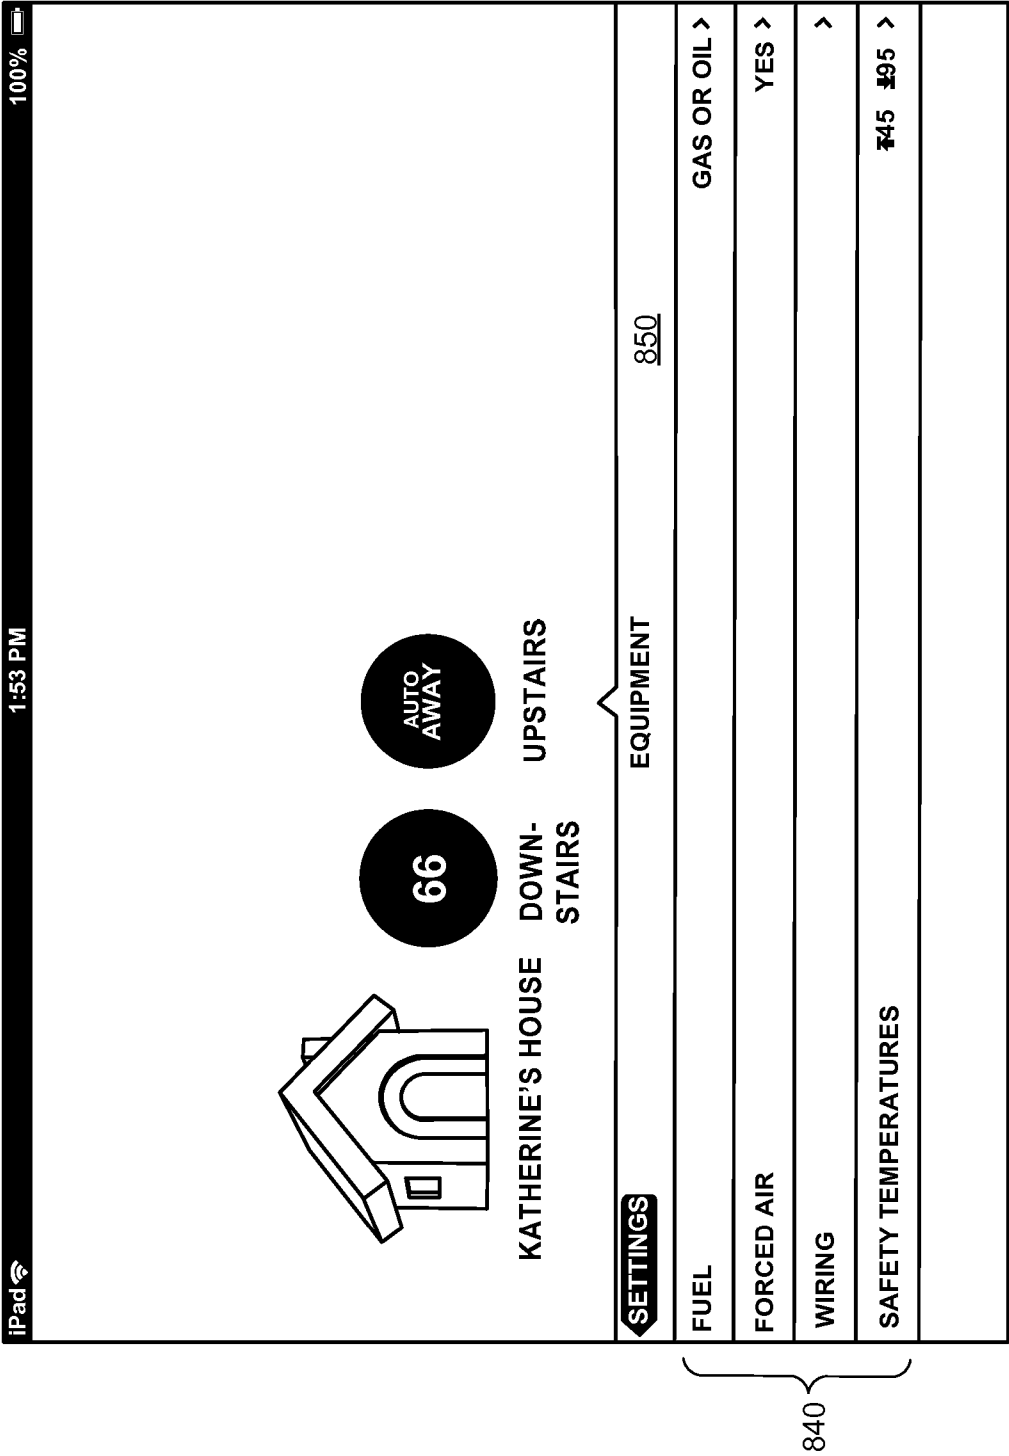 iPad 1:53 PM 100%
66
AUTO
AWAY
KATHERINE'S HOUSE DOWN-
STAIRS
UPSTAIRS
SETTINGS EQUIPMENT 850
FUEL GAS OR OIL >
FORCED AIR YES >
WIRING >
SAFETY TEMPERATURES 45 95 >
840